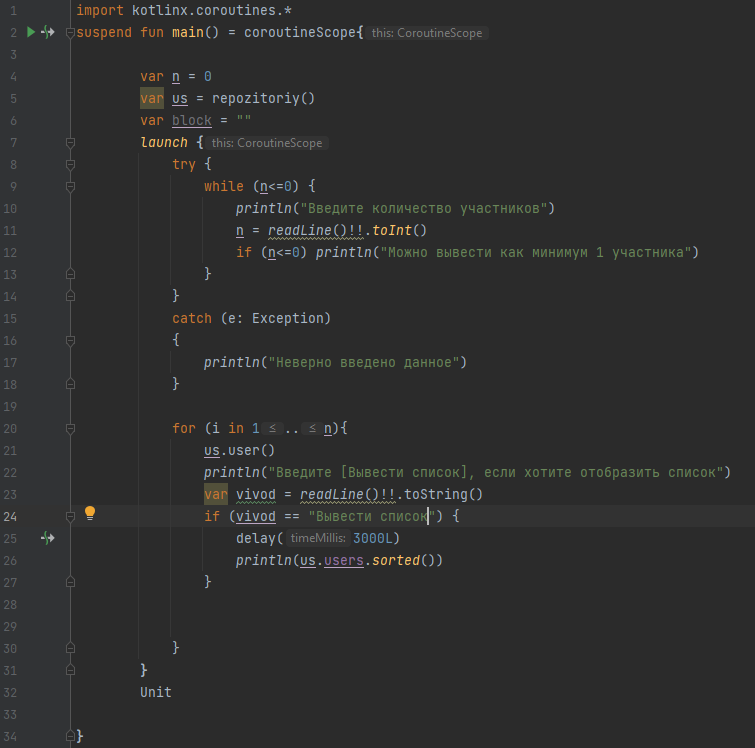 1 import kotlinx.coroutines.*
2 suspend fun main() = coroutineScope{ this: CoroutineScope
3
4 var n = 0
5 var us = repozitoriy()
6 var block = ""
7 launch { this: CoroutineScope
8 try {
9 while (n<=0) {
10 println("Введите количество участников")
11 n = readLine()!!.toInt()
12 if (n<=0) println("Можно вывести как минимум 1 участника")
13 }
14 }
15 catch (e: Exception)
16 {
17 println("Неверно введено данное")
18 }
19
20 for (i in 1 ≤ .. ≤ n){
21 us.user()
22 println("Введите [Вывести список], если хотите отобразить список")
23 var vivod = readLine()!!.toString()
24 if (vivod == "Вывести список") {
25 delay( timeMillis: 3000L)
26 println(us.users.sorted())
27 }
28
29
30 }
31 }
32 Unit
33
34 }